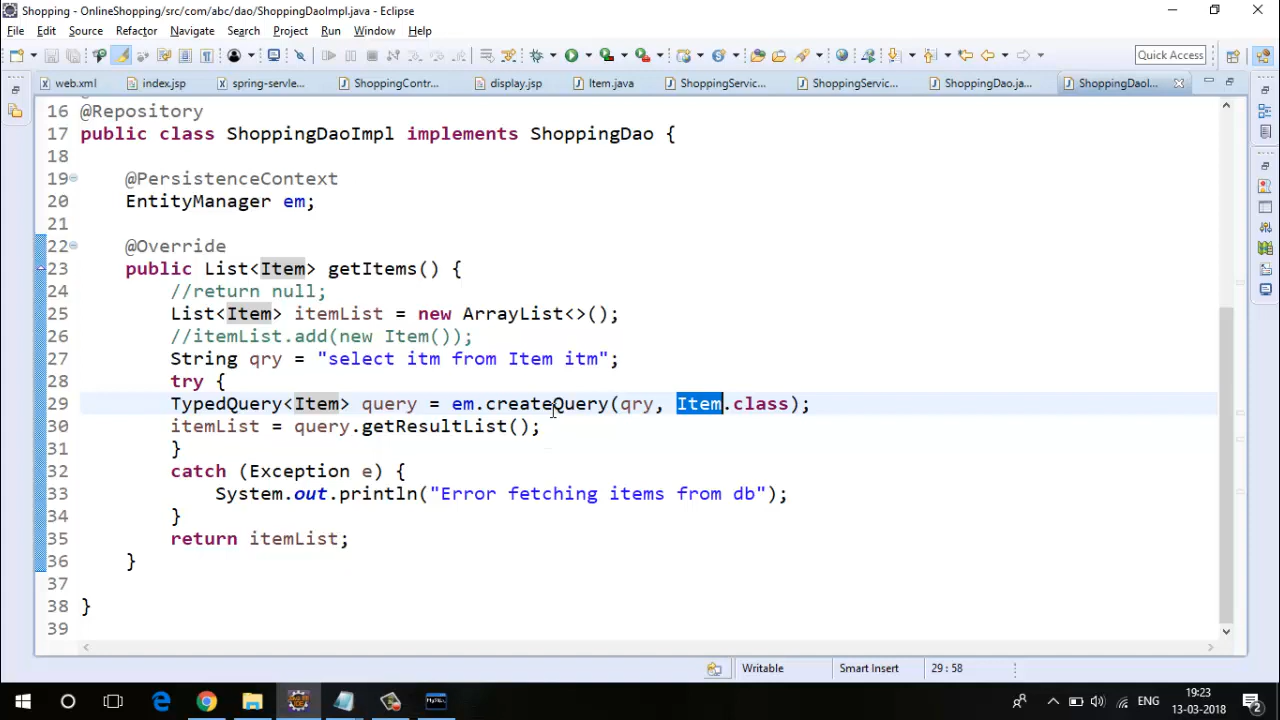 Shopping - OnlineShopping/src/com/abc/dao/ShoppingDaoImpl.java - Eclipse
File Edit Source Refactor Navigate Search Project Run Window Help
Quick Access
web.xml index.jsp spring-servle... ShoppingContr... display.jsp Item.java ShoppingServic... ShoppingServic... ShoppingDao.ja... ShoppingDaoI...
16 @Repository
17 public class ShoppingDaoImpl implements ShoppingDao {
18
19 @PersistenceContext
20 EntityManager em;
21
22 @Override
23 public List<Item> getItems() {
24 //return null;
25 List<Item> itemList = new ArrayList<>();
26 //itemList.add(new Item());
27 String qry = "select itm from Item itm";
28 try {
29 TypedQuery<Item> query = em.createQuery(qry, Item.class);
30 itemList = query.getResultList();
31 }
32 catch (Exception e) {
33 System.out.println("Error fetching items from db");
34 }
35 return itemList;
36 }
37
38 }
39
Writable Smart Insert 29 : 58
ENG 19:23
13-03-2018 2